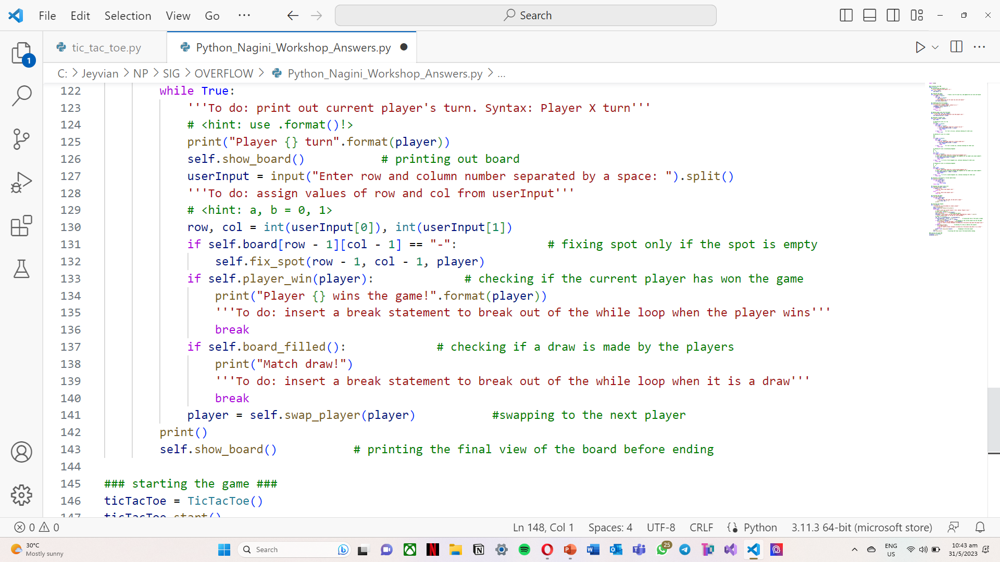 File Edit Selection View Go ... Search
tic_tac_toe.py Python_Nagini_Workshop_Answers.py
1
C: > Jeyvian > NP > SIG > OVERFLOW > Python_Nagini_Workshop_Answers.py > ...
122 while True:
123 '''To do: print out current player's turn. Syntax: Player X turn'''
124 # <hint: use .format()!>
125 print("Player {} turn".format(player))
126 self.show_board() # printing out board
127 userInput = input("Enter row and column number separated by a space: ").split()
128 '''To do: assign values of row and col from userInput'''
129 # <hint: a, b = 0, 1>
130 row, col = int(userInput[0]), int(userInput[1])
131 if self.board[row - 1][col - 1] == "-": # fixing spot only if the spot is empty
132 self.fix_spot(row - 1, col - 1, player)
133 if self.player_win(player): # checking if the current player has won the game
134 print("Player {} wins the game!".format(player))
135 '''To do: insert a break statement to break out of the while loop when the player wins'''
136 break
137 if self.board_filled(): # checking if a draw is made by the players
138 print("Match draw!")
139 '''To do: insert a break statement to break out of the while loop when it is a draw'''
140 break
141 player = self.swap_player(player) #swapping to the next player
142 print()
143 self.show_board() # printing the final view of the board before ending
144
145 ### starting the game ###
146 ticTacToe = TicTacToe()
147 ticTacToe.start()
0 0 Ln 148, Col 1 Spaces: 4 UTF-8 CRLF Python 3.11.3 64-bit (microsoft store)
30°C
Mostly sunny
Search
25
ENG
US
10:43 am
31/5/2023